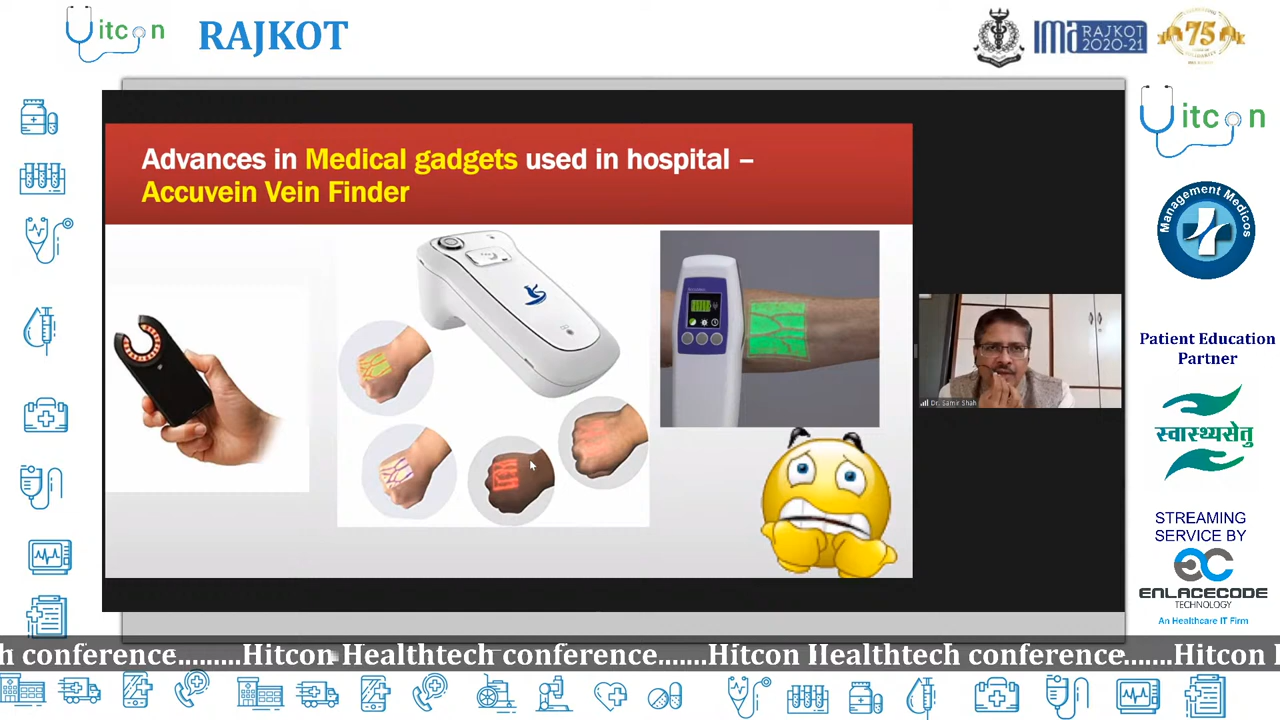 itcon
RAJKOT
IMA RAJKOT
2020-21
75
Advances in Medical gadgets used in hospital –
Accuvein Vein Finder
Dr. Samir Shah
itcon
Management Medicos
Patient Education
Partner
स्वास्थ्यसेतु
STREAMING
SERVICE BY
ENLACECODE
TECHNOLOGY
An Healthcare IT Firm
h conference.........Hitcon Healthtech conference.......Hitcon Healthtech conference.......Hitcon